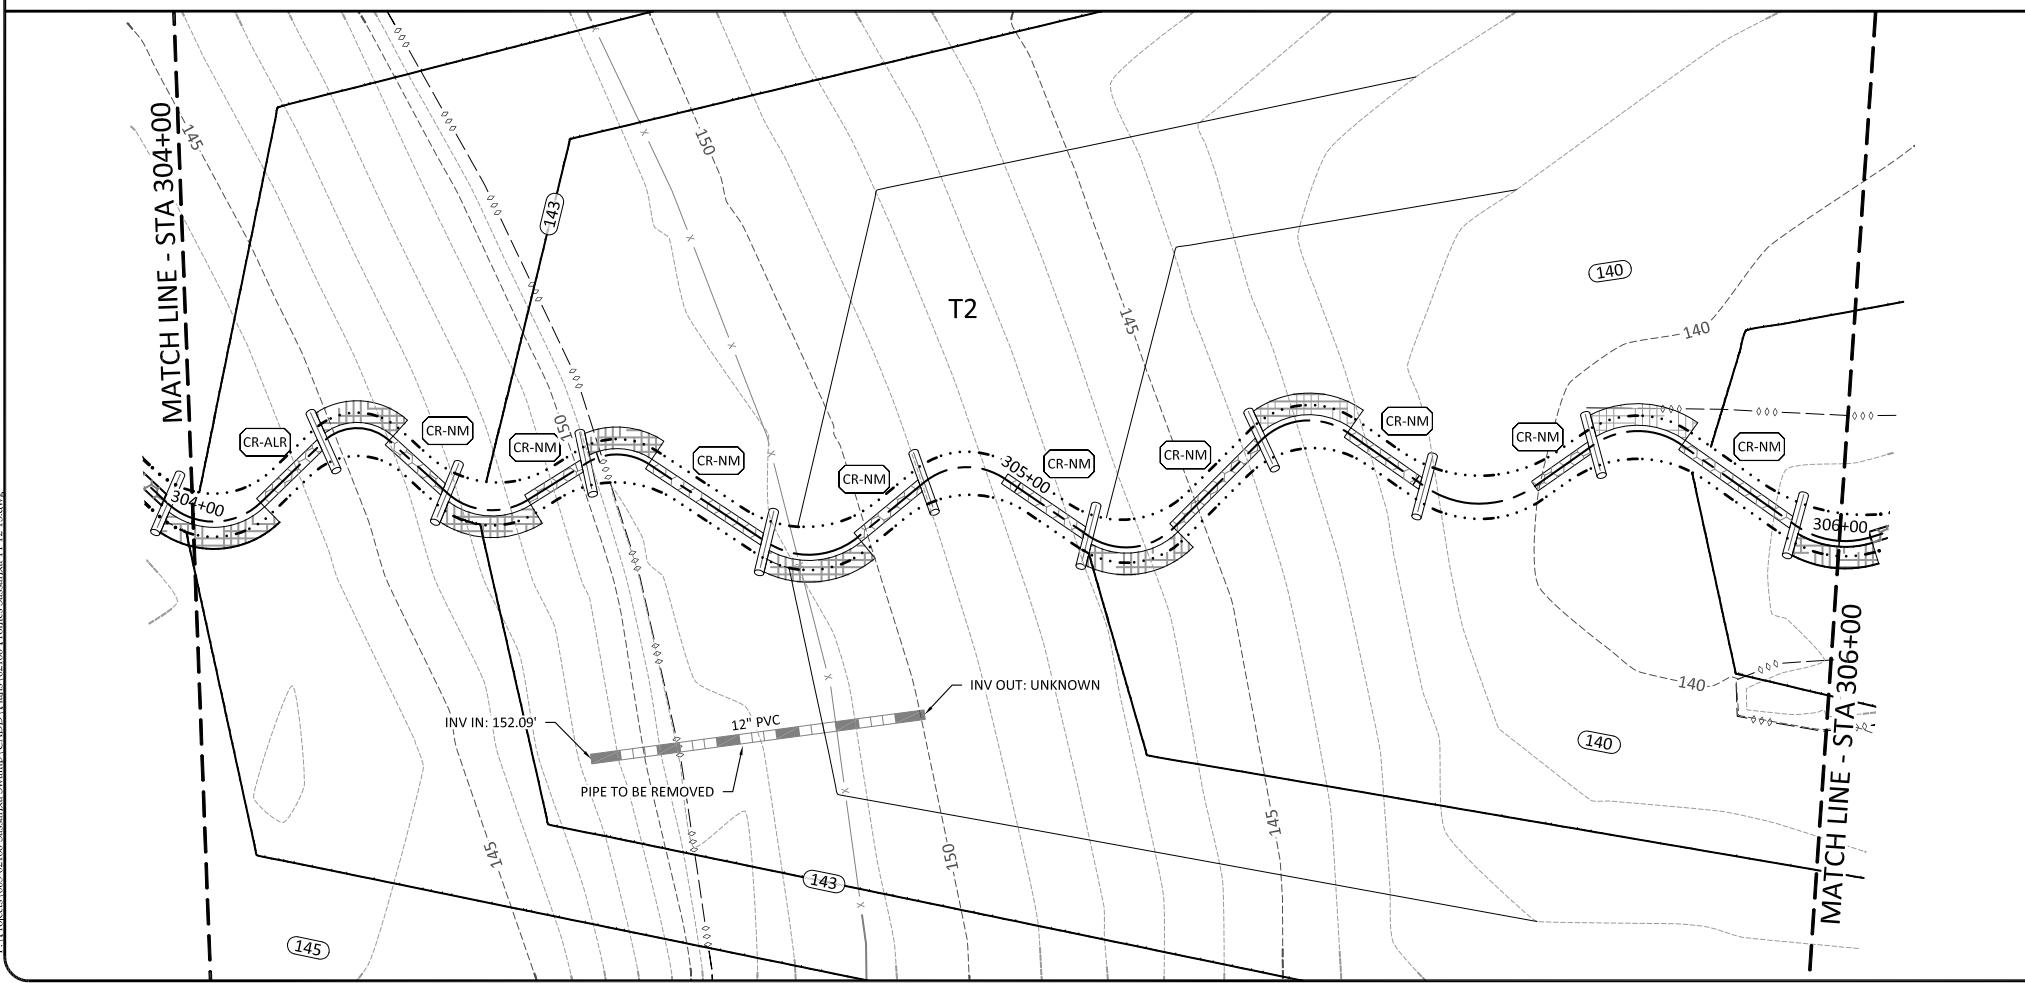 MATCH LINE - STA 304+00
145
143
150
145
T2
140
140
MATCH LINE - STA 306+00
CR-ALR
CR-NM
CR-NM
150
CR-NM
CR-NM
CR-NM
CR-NM
CR-NM
CR-NM
CR-NM
304+00
305+00
306+00
INV IN: 152.09'
12" PVC
INV OUT: UNKNOWN
PIPE TO BE REMOVED
140
140
145
150
145
143
145